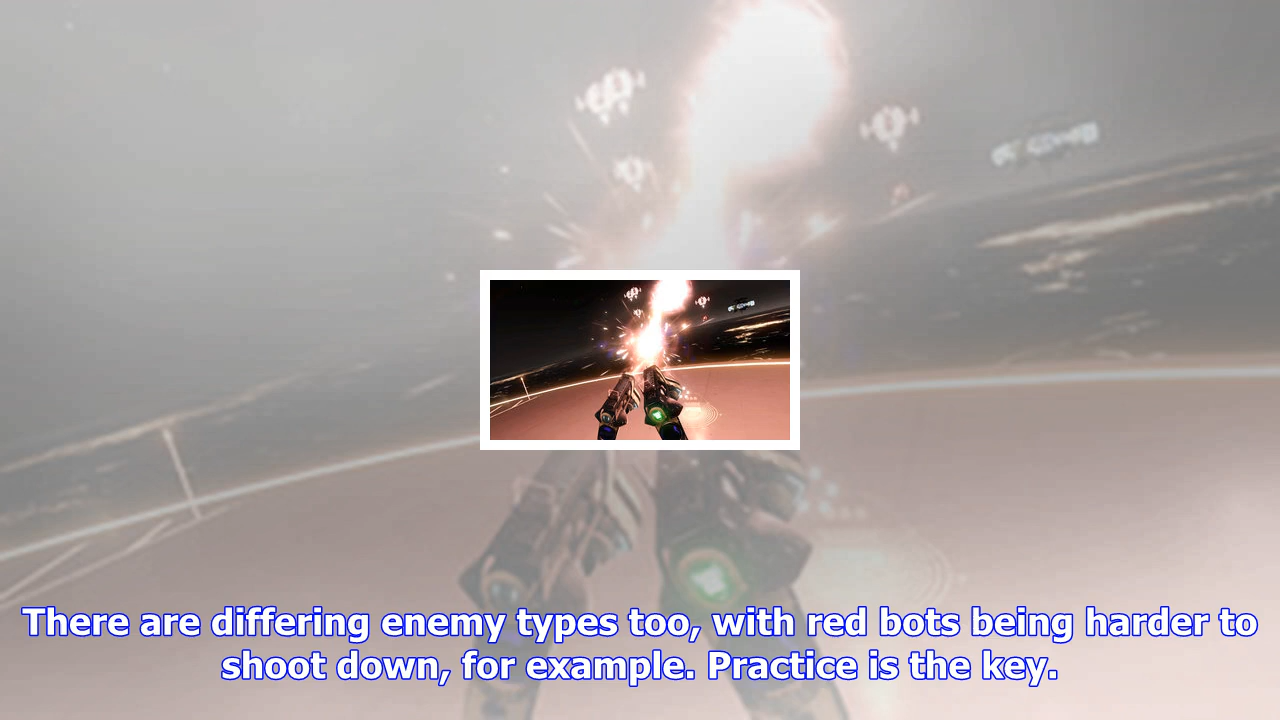 There are differing enemy types too, with red bots being harder to
shoot down, for example. Practice is the key.